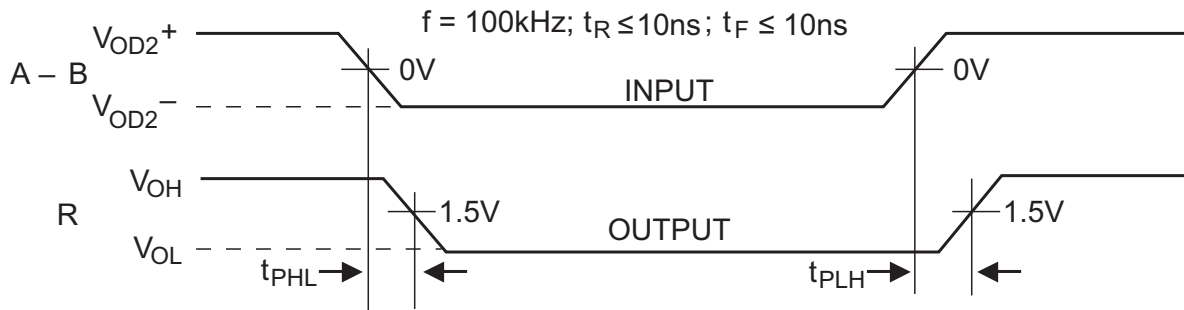 f = 100kHz; tR ≤ 10ns; tF ≤ 10ns
VOD2+
A – B
0V
0V
INPUT
VOD2–
VOH
R
1.5V
1.5V
OUTPUT
VOL
tPHL
tPLH